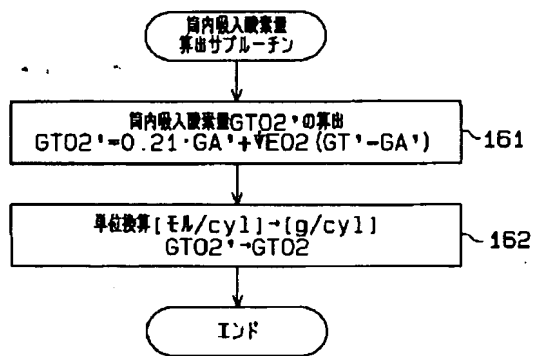 筒内吸入酸素量
算出サブルーチン
筒内吸入酸素量GTO2'の算出
GTO2'=0.21·GA'+ΨEO2(GT'-GA')
161
単位換算[モル/cyl]→[g/cyl]
GTO2'→GTO2
162
エンド